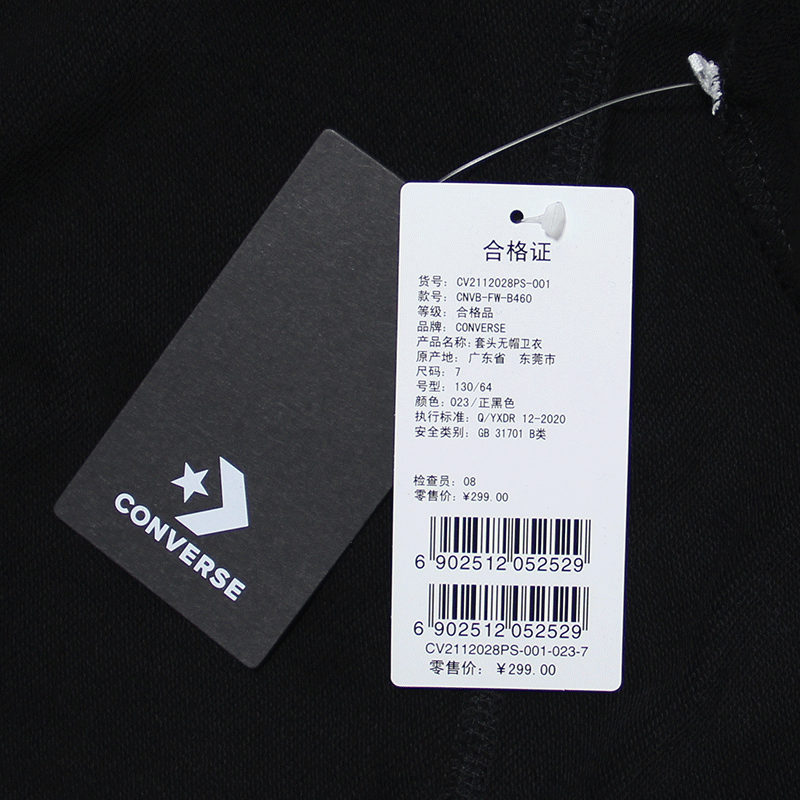 CONVERSE
合格证
货号：CV2112028PS-001
款号：CNVB-FW-B460
等级：合格品
品牌：CONVERSE
产品名称：套头无帽卫衣
原产地： 广东省 东莞市
尺码：7
号型：130/64
颜色：023/正黑色
执行标准：Q/YXDR 12-2020
安全类别：GB 31701 B类
检查员：08
零售价：¥299.00
6 902512 052529
6 902512 052529
CV2112028PS-001-023-7
零售价：¥299.00